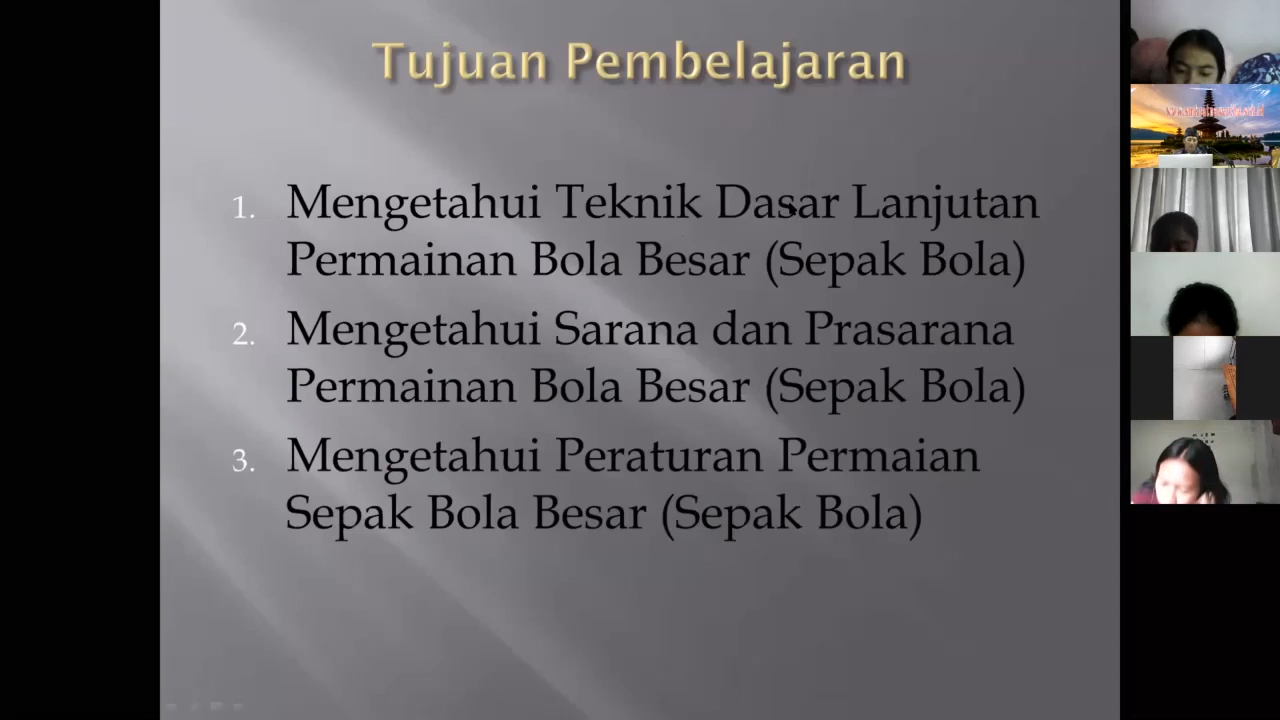 Tujuan Pembelajaran
1. Mengetahui Teknik Dasar Lanjutan
Permainan Bola Besar (Sepak Bola)
2. Mengetahui Sarana dan Prasarana
Permainan Bola Besar (Sepak Bola)
3. Mengetahui Peraturan Permaian
Sepak Bola Besar (Sepak Bola)